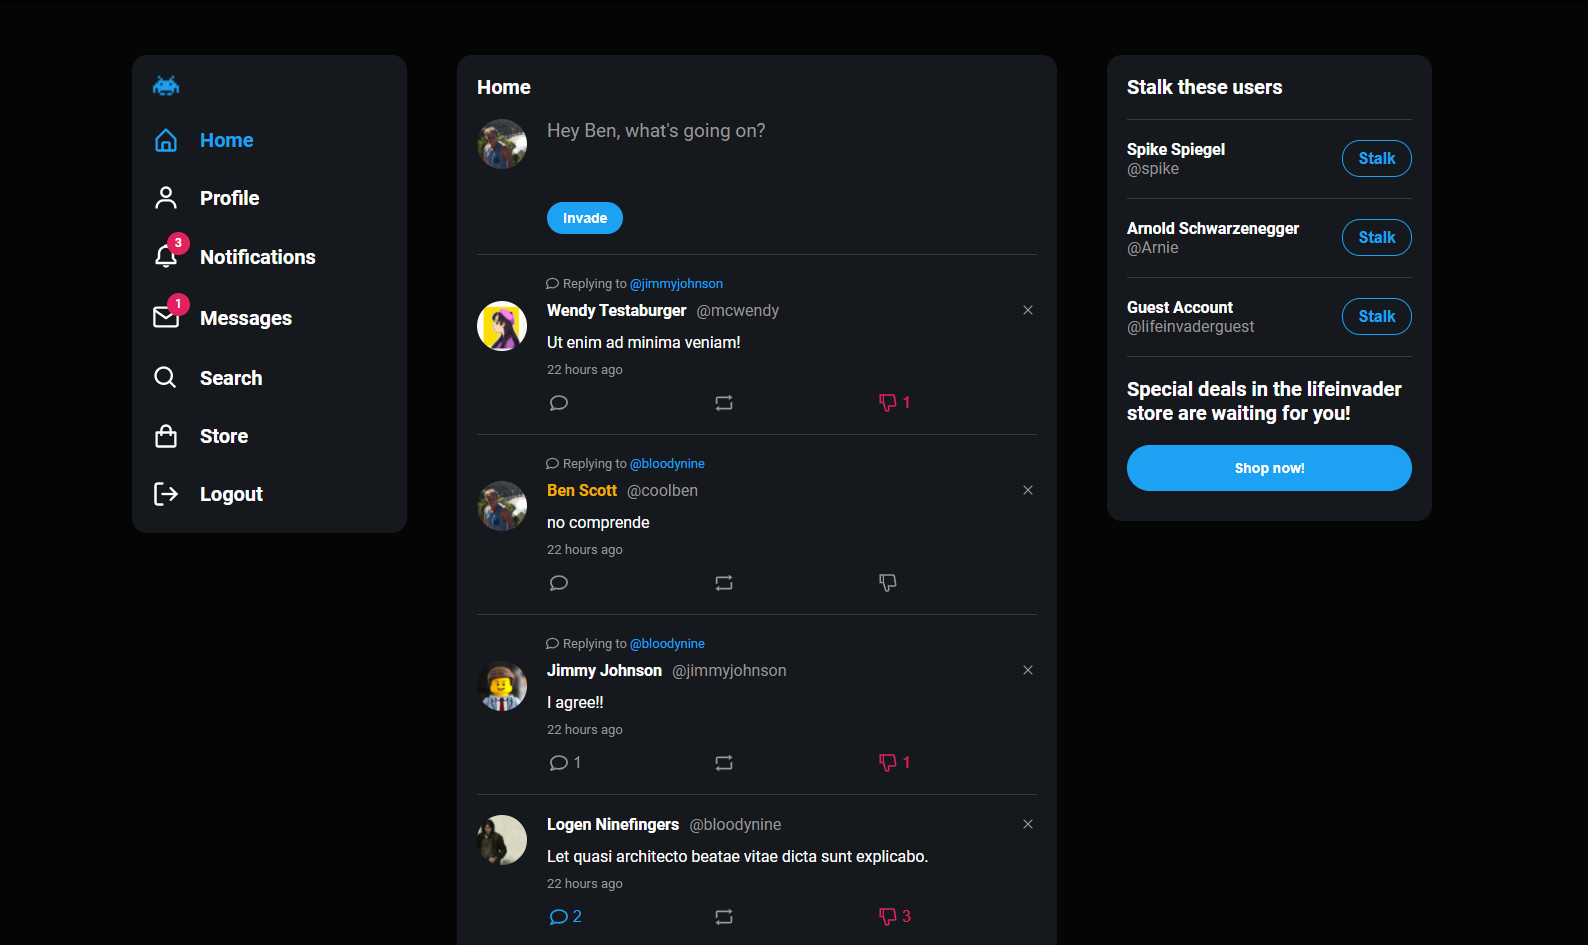 Home
Profile
3
Notifications
1
Messages
Search
Store
Logout
Home
Hey Ben, what's going on?
Invade
Replying to @jimmyjohnson
Wendy Testaburger @mcwendy
Ut enim ad minima veniam!
22 hours ago
1
Replying to @bloodynine
Ben Scott @coolben
no comprende
22 hours ago
Replying to @bloodynine
Jimmy Johnson @jimmyjohnson
I agree!!
22 hours ago
1 1
Logen Ninefingers @bloodynine
Let quasi architecto beatae vitae dicta sunt explicabo.
22 hours ago
2 3
Stalk these users
Spike Spiegel
@spike
Stalk
Arnold Schwarzenegger
@Arnie
Stalk
Guest Account
@lifeinvaderguest
Stalk
Special deals in the lifeinvader
store are waiting for you!
Shop now!